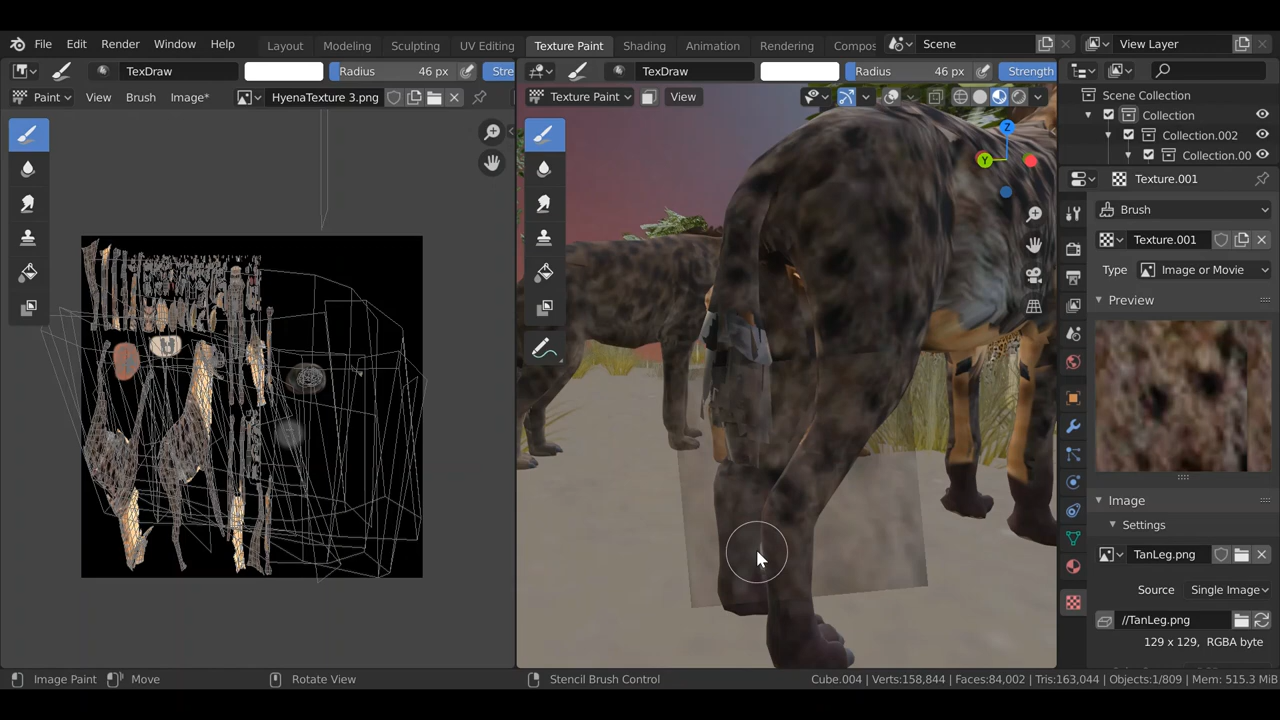 File Edit Render Window Help Layout Modeling Sculpting UV Editing Texture Paint Shading Animation Rendering Compos Scene View Layer
TexDraw Radius 46 px Stre TexDraw Radius 46 px Strength
Paint View Brush Image* HyenaTexture 3.png Texture Paint View
Scene Collection
Collection
Collection.002
Collection.00
Z
Y
Texture.001
Brush
Texture.001
Type Image or Movie
Preview
Image
Settings
TanLeg.png
Source Single Image
//TanLeg.png
129 x 129, RGBA byte
Image Paint Move Rotate View Stencil Brush Control Cube.004 | Verts:158,844 | Faces:84,002 | Tris:163,044 | Objects:1/809 | Mem: 515.3 MiB